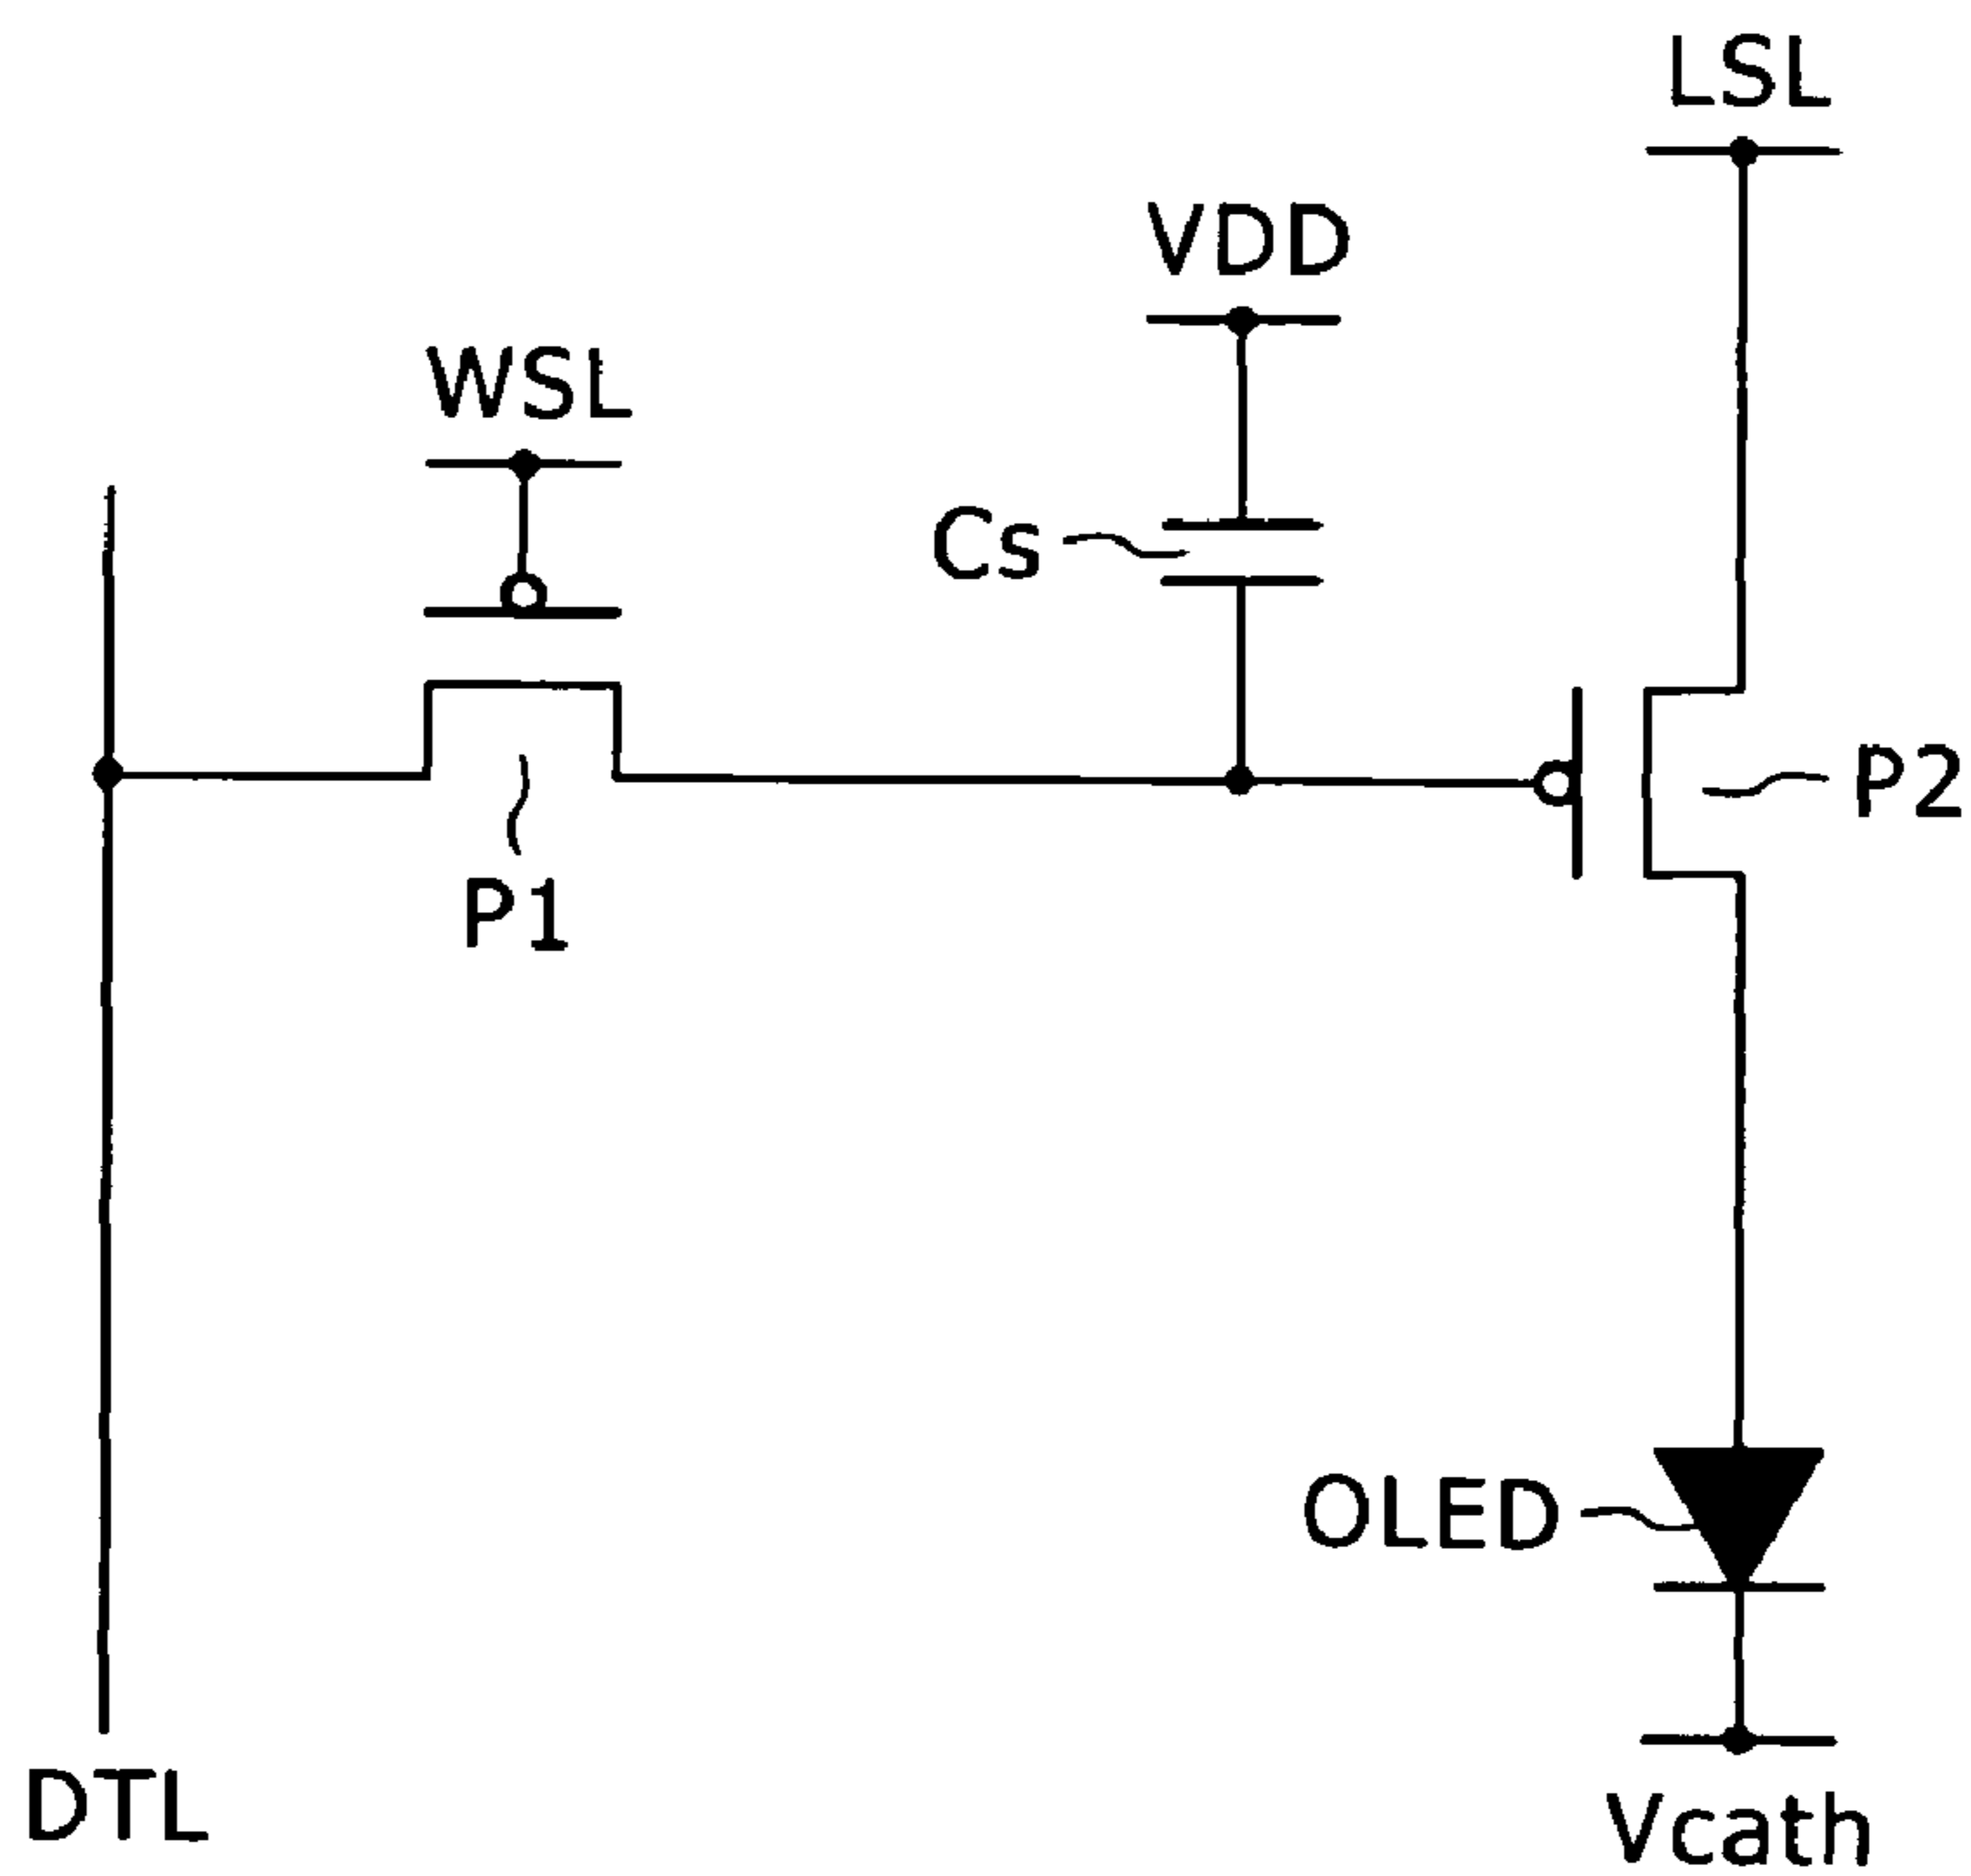 LSL
VDD
WSL
Cs
P2
P1
OLED
DTL
Vcath